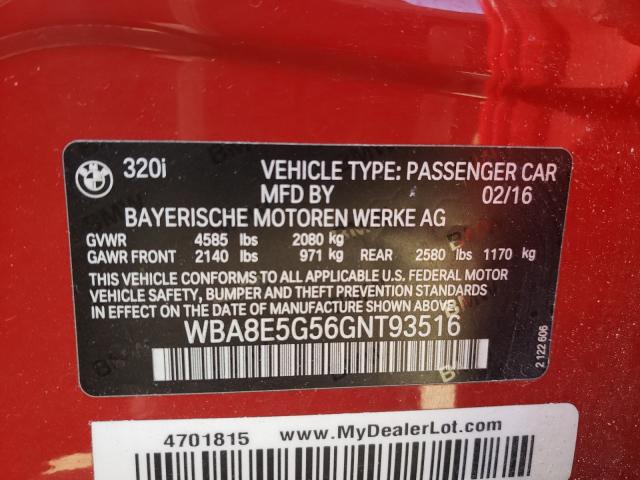 BMW 320i VEHICLE TYPE: PASSENGER CAR
MFD BY 02/16
BAYERISCHE MOTOREN WERKE AG
GVWR 4585 lbs 2080 kg
GAWR FRONT 2140 lbs 971 kg REAR 2580 lbs 1170 kg
THIS VEHICLE CONFORMS TO ALL APPLICABLE U.S. FEDERAL MOTOR
VEHICLE SAFETY, BUMPER AND THEFT PREVENTION STANDARDS
IN EFFECT ON THE DATE OF MANUFACTURE SHOWN ABOVE.
WBA8E5G56GNT93516
2 122 606
4701815 www.MyDealerLot.com